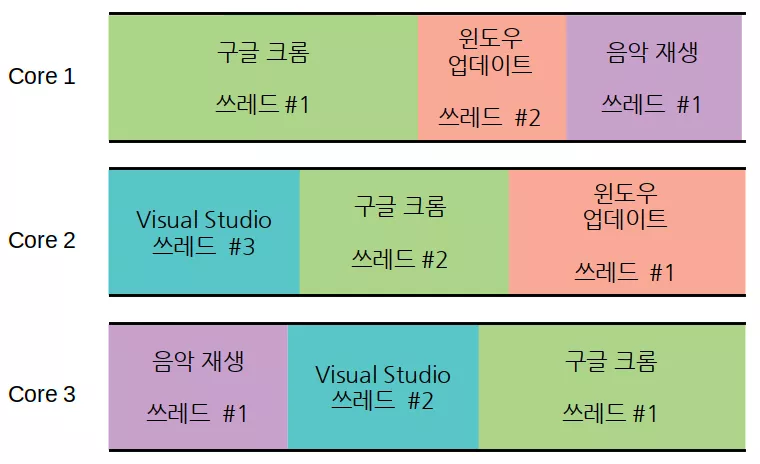 Core 1
구글 크롬
쓰레드 #1
윈도우
업데이트
쓰레드 #2
음악 재생
쓰레드 #1
Core 2
Visual Studio
쓰레드 #3
구글 크롬
쓰레드 #2
윈도우
업데이트
쓰레드 #1
Core 3
음악 재생
쓰레드 #1
Visual Studio
쓰레드 #2
구글 크롬
쓰레드 #1